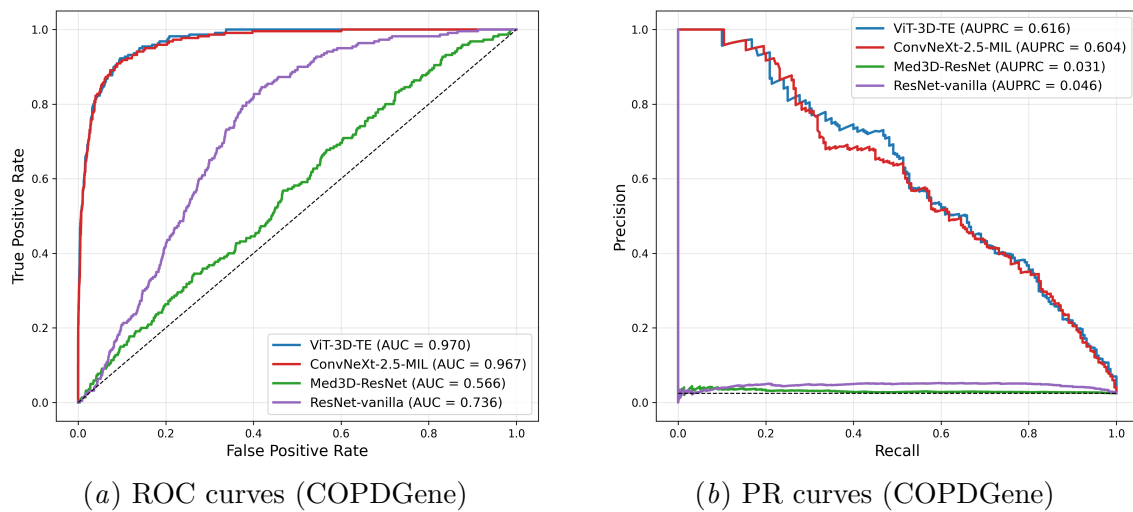 1.0
0.8
0.6
0.4
0.2
0.0
True Positive Rate
0.0 0.2 0.4 0.6 0.8 1.0
False Positive Rate
ViT-3D-TE (AUC = 0.970)
ConvNeXt-2.5-MIL (AUC = 0.967)
Med3D-ResNet (AUC = 0.566)
ResNet-vanilla (AUC = 0.736)
(a) ROC curves (COPDGene)
1.0
0.8
0.6
0.4
0.2
0.0
Precision
0.0 0.2 0.4 0.6 0.8 1.0
Recall
ViT-3D-TE (AUPRC = 0.616)
ConvNeXt-2.5-MIL (AUPRC = 0.604)
Med3D-ResNet (AUPRC = 0.031)
ResNet-vanilla (AUPRC = 0.046)
(b) PR curves (COPDGene)